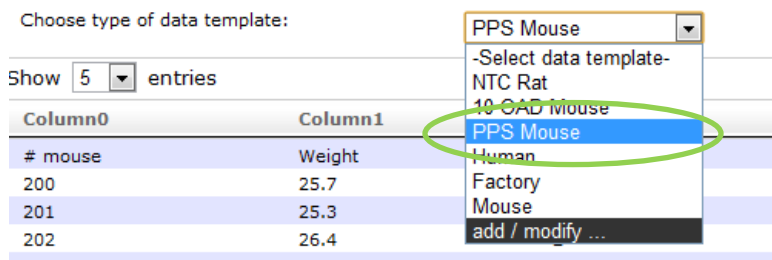 Choose type of data template:
PPS Mouse
-Select data template-
Show 5 entries
NTC Rat
10 GAD Mouse
Column0 Column1
PPS Mouse
# mouse Weight
Human
200 25.7
Factory
201 25.3
Mouse
202 26.4
add / modify ...